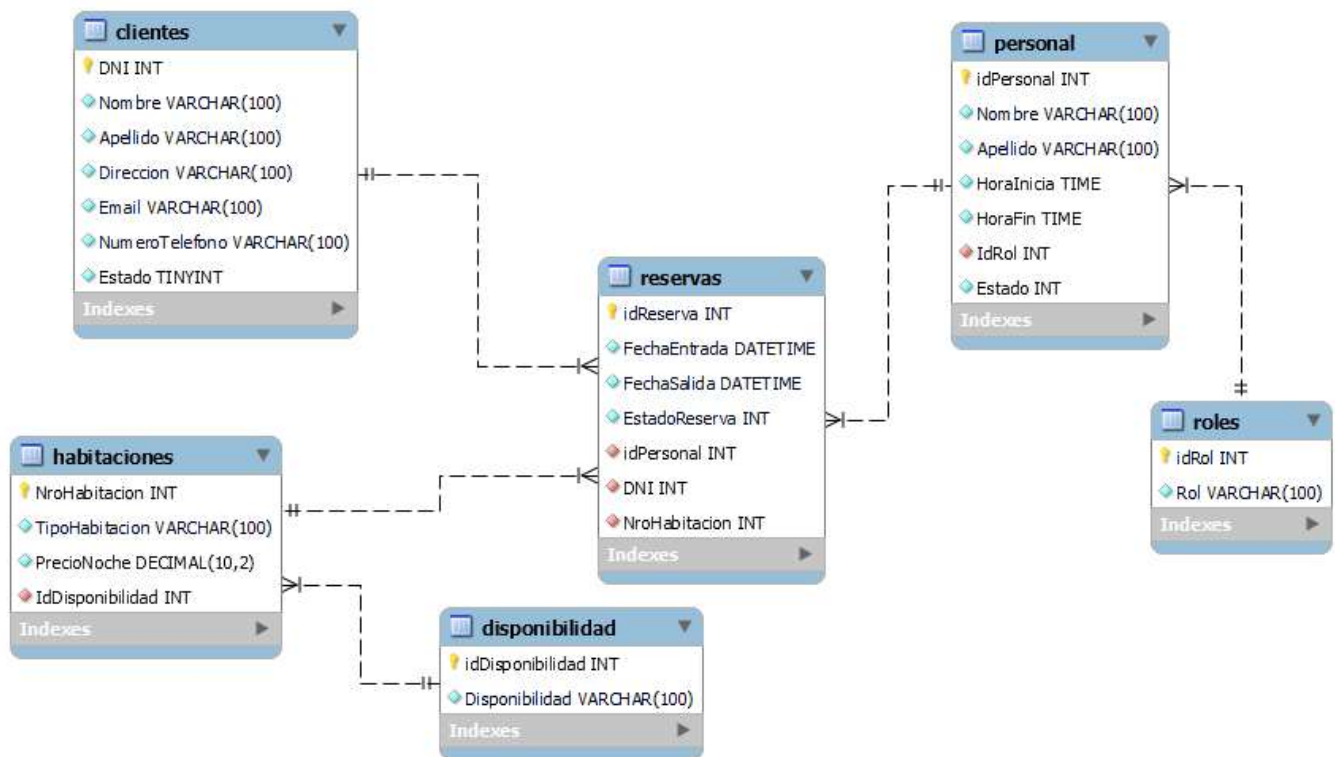 clientes
DNI INT
Nombre VARCHAR(100)
Apellido VARCHAR(100)
Direccion VARCHAR(100)
Email VARCHAR(100)
NumeroTelefono VARCHAR(100)
Estado TINYINT
Indexes
personal
idPersonal INT
Nombre VARCHAR(100)
Apellido VARCHAR(100)
HoraInicia TIME
HoraFin TIME
IdRol INT
Estado INT
Indexes
reservas
idReserva INT
FechaEntrada DATETIME
FechaSalida DATETIME
EstadoReserva INT
idPersonal INT
DNI INT
NroHabitacion INT
Indexes
roles
idRol INT
Rol VARCHAR(100)
Indexes
habitaciones
NroHabitacion INT
TipoHabitacion VARCHAR(100)
PrecioNoche DECIMAL(10,2)
IdDisponibilidad INT
Indexes
disponibilidad
idDisponibilidad INT
Disponibilidad VARCHAR(100)
Indexes